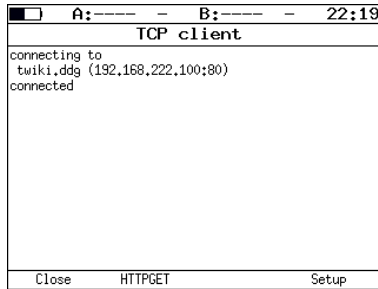 A:---- – B:---- – 22:19
TCP client
connecting to
twiki.ddg (192.168.222.100:80)
connected
Close HTTPGET Setup